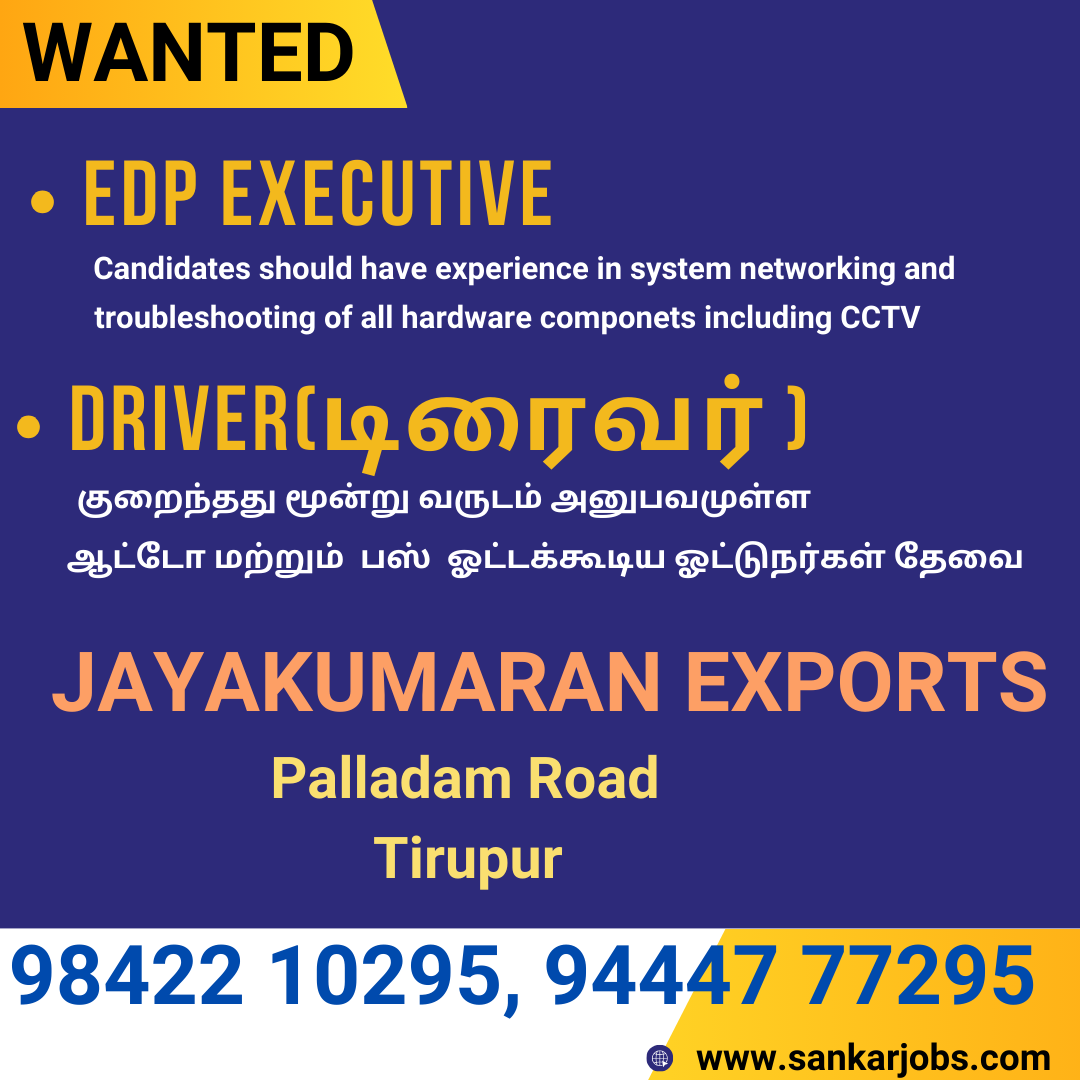 WANTED
• EDP EXECUTIVE
Candidates should have experience in system networking and
troubleshooting of all hardware componets including CCTV
• DRIVER(டிரைவர் )
குறைந்தது மூன்று வருடம் அனுபவமுள்ள
ஆட்டோ மற்றும் பஸ் ஓட்டக்கூடிய ஓட்டுநர்கள் தேவை
JAYAKUMARAN EXPORTS
Palladam Road
Tirupur
98422 10295, 94447 77295
www.sankarjobs.com